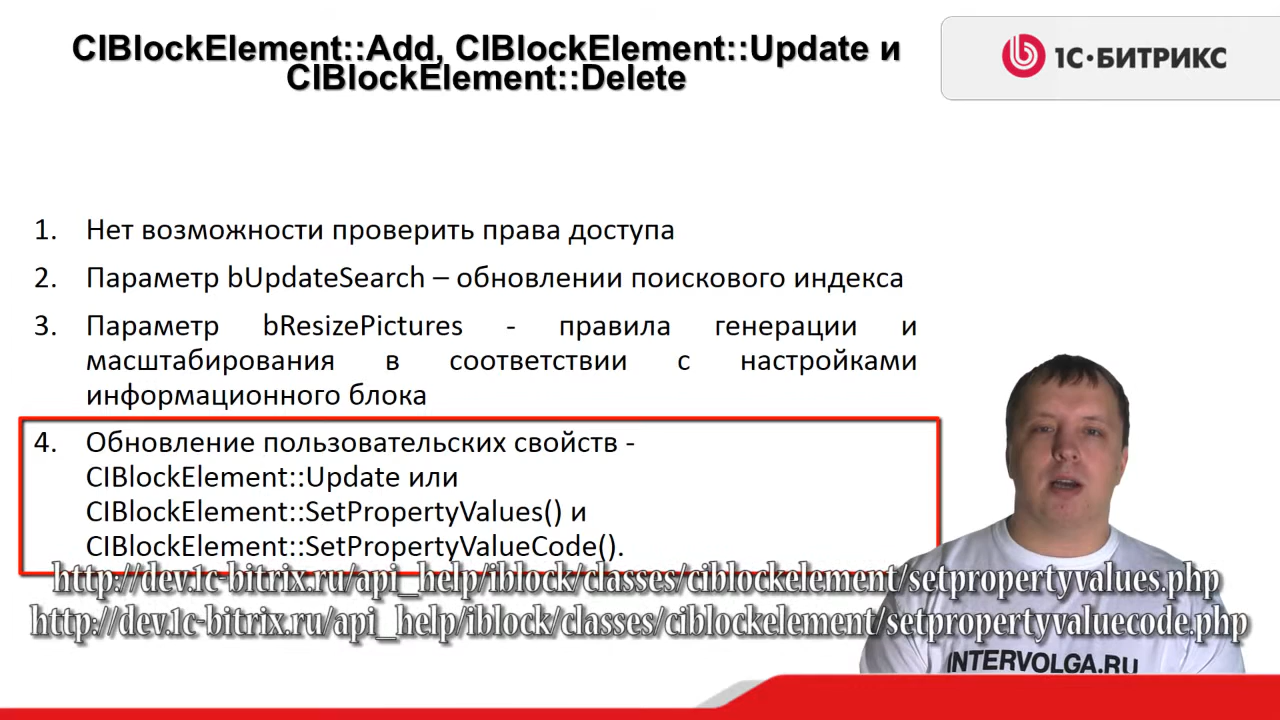 CIBlockElement::Add, CIBlockElement::Update и
CIBlockElement::Delete
1С·БИТРИКС
1. Нет возможности проверить права доступа
2. Параметр bUpdateSearch – обновлении поискового индекса
3. Параметр bResizePictures - правила генерации и
масштабирования в соответствии с настройками
информационного блока
4. Обновление пользовательских свойств -
CIBlockElement::Update или
CIBlockElement::SetPropertyValues() и
CIBlockElement::SetPropertyValueCode().
http://dev.1c-bitrix.ru/api_help/iblock/classes/ciblockelement/setpropertyvalues.php
http://dev.1c-bitrix.ru/api_help/iblock/classes/ciblockelement/setpropertyvaluecode.php
INTERVOLGA.RU